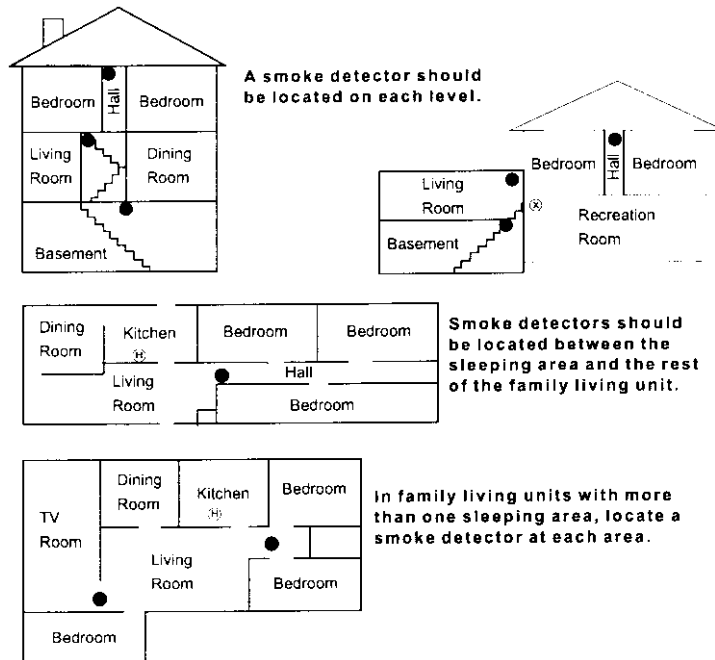 A smoke detector should
be located on each level.
Bedroom
Hall
Bedroom
Living
Room
Dining
Room
Basement
Bedroom
Hall
Bedroom
Living
Room
X
Recreation
Room
Basement
Dining
Room
Kitchen
H
Bedroom
Bedroom
Living
Room
Hall
Bedroom
Smoke detectors should
be located between the
sleeping area and the rest
of the family living unit.
TV
Room
Dining
Room
Kitchen
H
Bedroom
Living
Room
Bedroom
Bedroom
In family living units with more
than one sleeping area, locate a
smoke detector at each area.